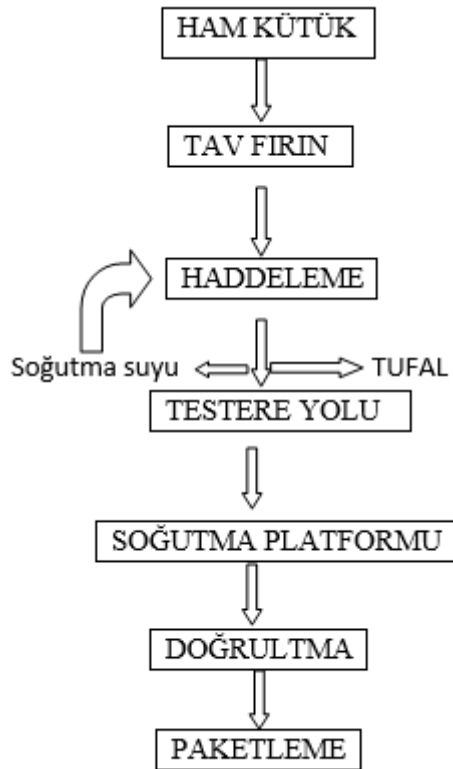 HAM KÜTÜK
TAV FIRIN
HADDELEME
Soğutma suyu
TUFAL
TESTERE YOLU
SOĞUTMA PLATFORMU
DOĞRULTMA
PAKETLEME